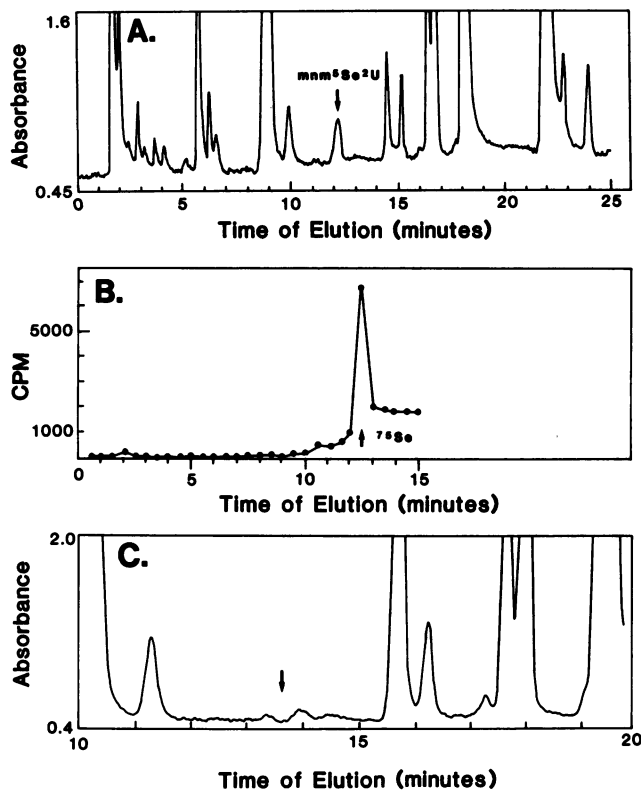 A.
1.6
Absorbance
mnm⁵Se²U
0.45
0 5 10 15 20 25
Time of Elution (minutes)
B.
5000
CPM
1000
⁷⁵Se
0 5 10 15
Time of Elution (minutes)
C.
2.0
Absorbance
0.4
10 15 20
Time of Elution (minutes)